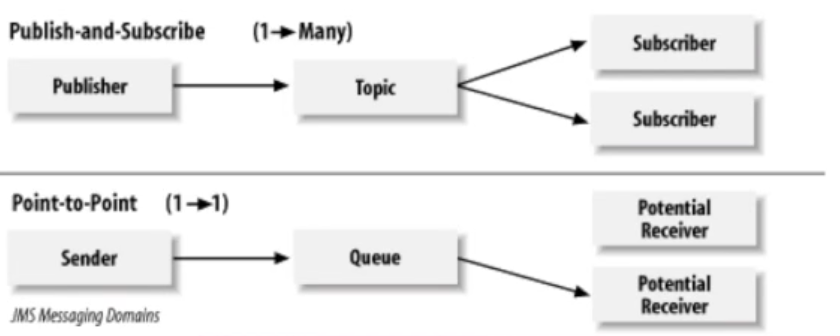 Publish-and-Subscribe (1→Many)
Publisher
Topic
Subscriber
Subscriber
Point-to-Point (1→1)
Sender
Queue
Potential
Receiver
Potential
Receiver
JMS Messaging Domains